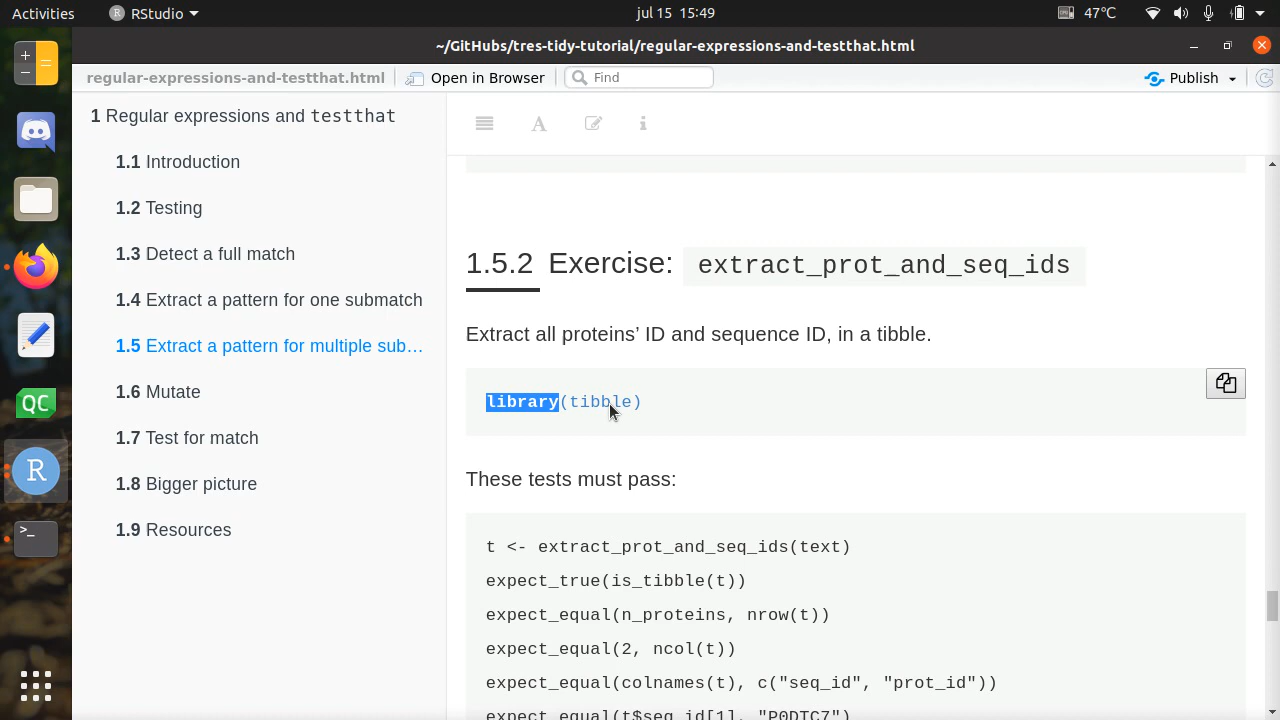 Activities RStudio jul 15 15:49 47°C
~/GitHubs/tres-tidy-tutorial/regular-expressions-and-testthat.html
regular-expressions-and-testthat.html Open in Browser Find Publish
1 Regular expressions and testthat
1.1 Introduction
1.2 Testing
1.3 Detect a full match
1.4 Extract a pattern for one submatch
1.5 Extract a pattern for multiple sub…
1.6 Mutate
1.7 Test for match
1.8 Bigger picture
1.9 Resources
1.5.2 Exercise: extract_prot_and_seq_ids
Extract all proteins’ ID and sequence ID, in a tibble.
library(tibble)
These tests must pass:
t <- extract_prot_and_seq_ids(text)
expect_true(is_tibble(t))
expect_equal(n_proteins, nrow(t))
expect_equal(2, ncol(t))
expect_equal(colnames(t), c("seq_id", "prot_id"))
expect_equal(t$seq_id[1], "P0DTC7")